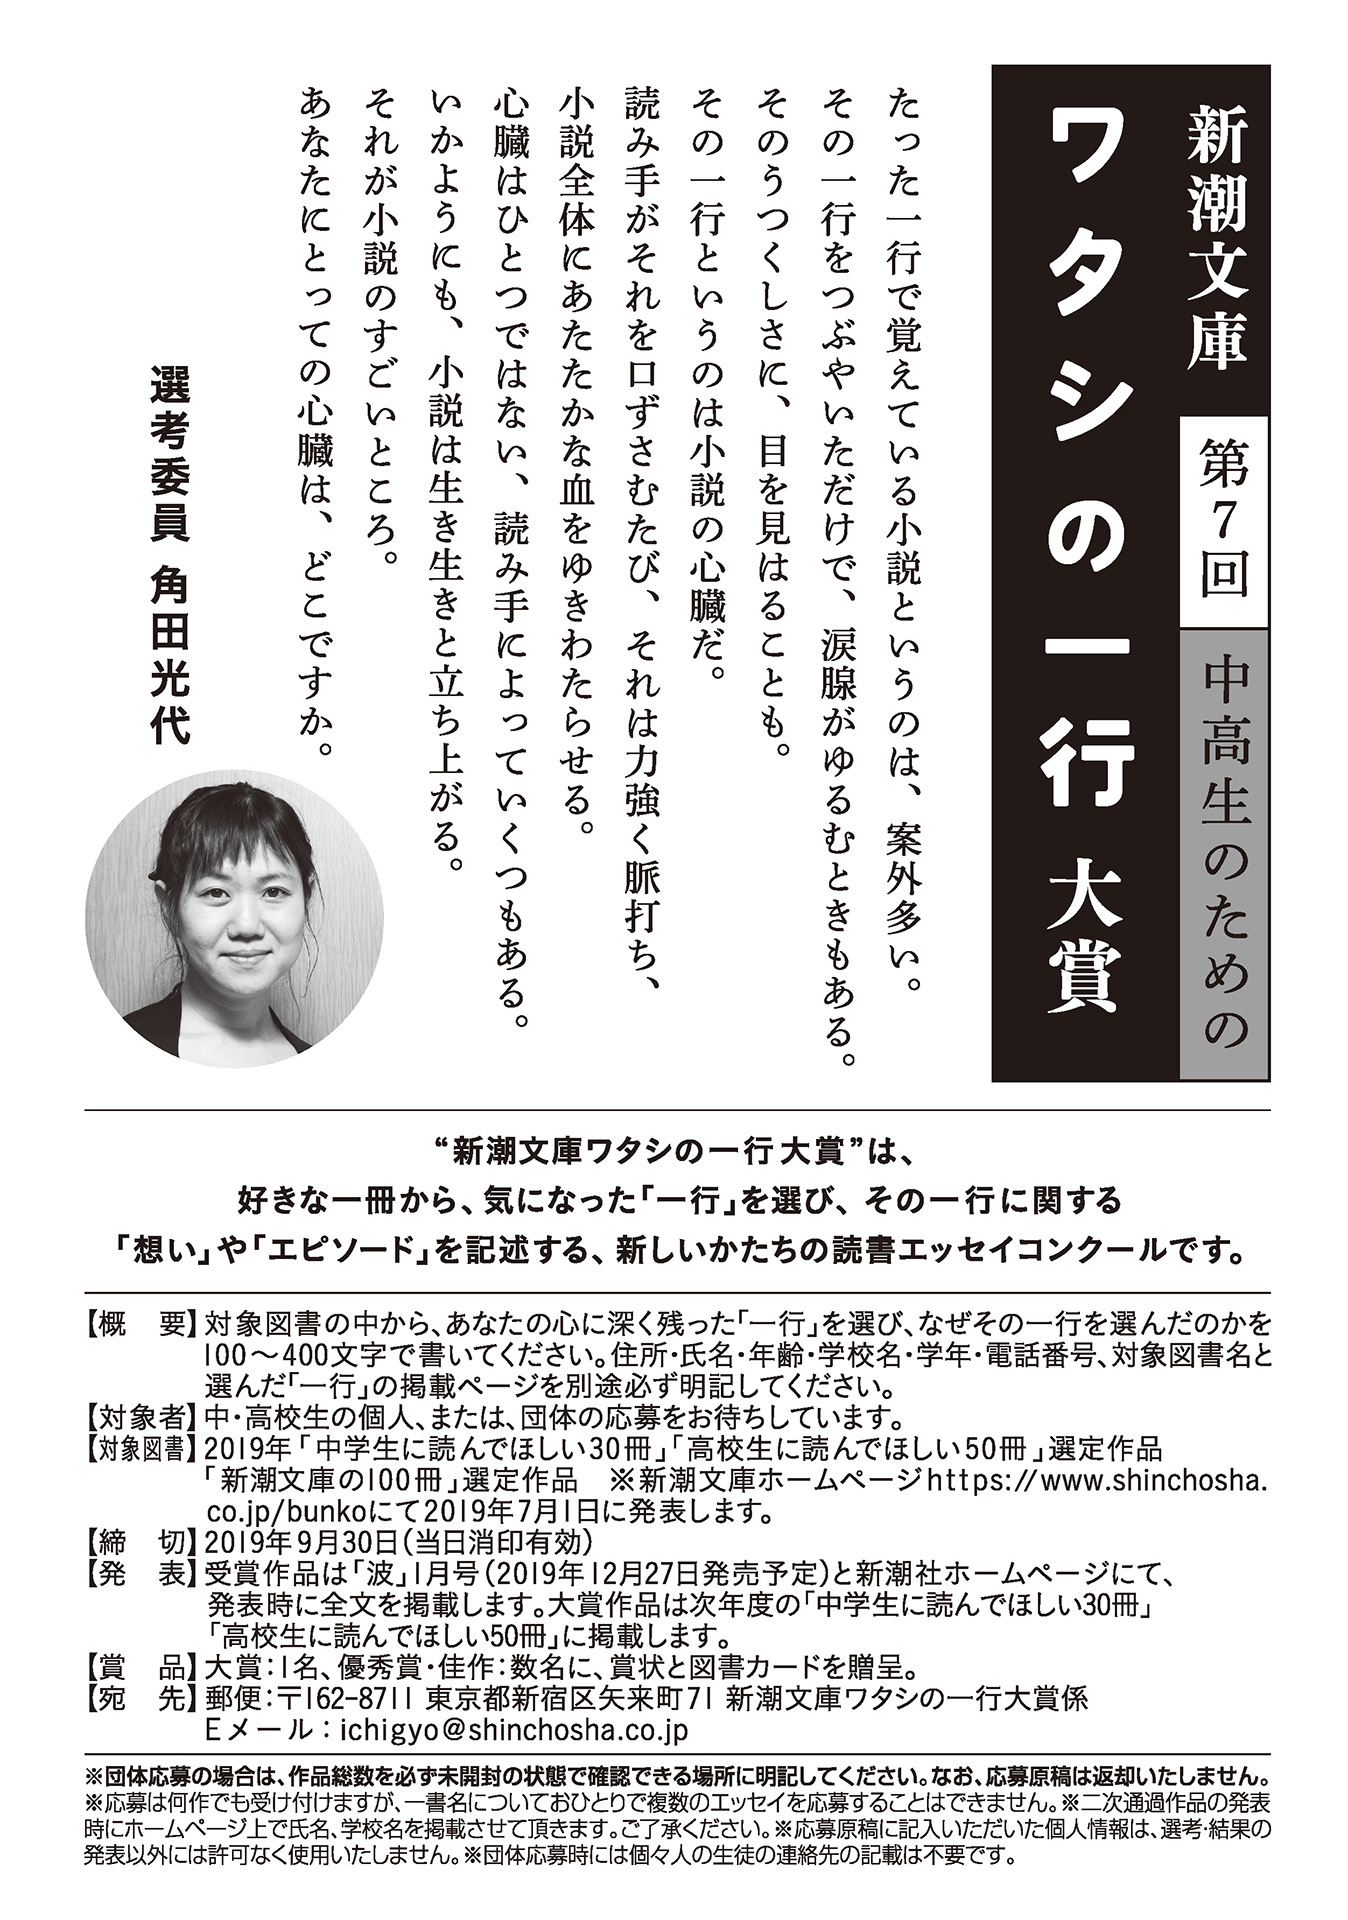 新潮文庫 第7回 中高生のための
ワタシの一行 大賞
たった一行で覚えている小説というのは、案外多い。
その一行をつぶやいただけで、涙腺がゆるむときもある。
そのうつくしさに、目を見はることも。
その一行というのは小説の心臓だ。
読み手がそれを口ずさむたび、それは力強く脈打ち、
小説全体にあたたかな血をゆきわたらせる。
心臓はひとつではない、読み手によっていくつもある。
いかようにも、小説は生き生きと立ち上がる。
それが小説のすごいところ。
あなたにとっての心臓は、どこですか。
選考委員 角田光代
“新潮文庫ワタシの一行大賞”は、
好きな一冊から、気になった「一行」を選び、その一行に関する
「想い」や「エピソード」を記述する、新しいかたちの読書エッセイコンクールです。
【概　要】対象図書の中から、あなたの心に深く残った「一行」を選び、なぜその一行を選んだのかを
100～400文字で書いてください。住所・氏名・年齢・学校名・学年・電話番号、対象図書名と
選んだ「一行」の掲載ページを別途必ず明記してください。
【対象者】中・高校生の個人、または、団体の応募をお待ちしています。
【対象図書】2019年「中学生に読んでほしい30冊」「高校生に読んでほしい50冊」選定作品
「新潮文庫の100冊」選定作品　※新潮文庫ホームページhttps://www.shinchosha.
co.jp/bunkoにて2019年7月1日に発表します。
【締　切】2019年9月30日（当日消印有効）
【発　表】受賞作品は「波」1月号（2019年12月27日発売予定）と新潮社ホームページにて、
発表時に全文を掲載します。大賞作品は次年度の「中学生に読んでほしい30冊」
「高校生に読んでほしい50冊」に掲載します。
【賞　品】大賞：1名、優秀賞・佳作：数名に、賞状と図書カードを贈呈。
【宛　先】郵便：〒162-8711 東京都新宿区矢来町71 新潮文庫ワタシの一行大賞係
Eメール：ichigyo@shinchosha.co.jp
※団体応募の場合は、作品総数を必ず未開封の状態で確認できる場所に明記してください。なお、応募原稿は返却いたしません。
※応募は何作でも受け付けますが、一書名についておひとりで複数のエッセイを応募することはできません。※二次通過作品の発表
時にホームページ上で氏名、学校名を掲載させて頂きます。ご了承ください。※応募原稿に記入いただいた個人情報は、選考・結果の
発表以外には許可なく使用いたしません。※団体応募時には個々人の生徒の連絡先の記載は不要です。